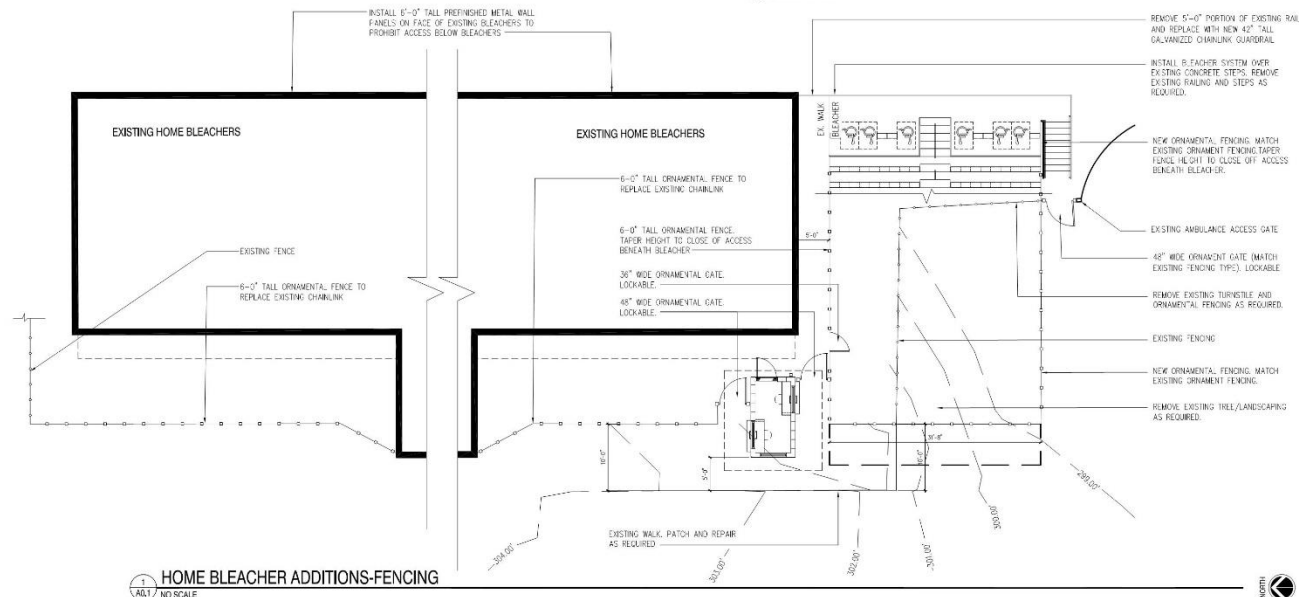 INSTALL 6'-0" TALL PREFINISHED METAL WALL
PANELS ON FACE OF EXISTING BLEACHERS TO
PROHIBIT ACCESS BELOW BLEACHERS
REMOVE 5'-0" PORTION OF EXISTING RAIL
AND REPLACE WITH NEW 42" TALL
GALVANIZED CHAINLINK GUARDRAIL
INSTALL BLEACHER SYSTEM OVER
EXISTING CONCRETE STEPS. REMOVE
EXISTING RAILING AND STEPS AS
REQUIRED.
EXISTING HOME BLEACHERS
EXISTING HOME BLEACHERS
EX. WALK
BLEACHER
NEW ORNAMENTAL FENCING. MATCH
EXISTING ORNAMENT FENCING.TAPER
FENCE HEIGHT TO CLOSE OFF ACCESS
BENEATH BLEACHER.
6-0" TALL ORNAMENTAL FENCE TO
REPLACE EXISTING CHAINLINK
6-0" TALL ORNAMENTAL FENCE.
TAPER HEIGHT TO CLOSE OF ACCESS
BENEATH BLEACHER
5'-0"
EXISTING AMBULANCE ACCESS GATE
EXISTING FENCE
36" WIDE ORNAMENTAL GATE.
LOCKABLE.
48" WIDE ORNAMENTAL GATE.
LOCKABLE.
48" WIDE ORNAMENT GATE (MATCH
EXISTING FENCING TYPE). LOCKABLE
6-0" TALL ORNAMENTAL FENCE TO
REPLACE EXISTING CHAINLINK
REMOVE EXISTING TURNSTILE AND
ORNAMENTAL FENCING AS REQUIRED.
EXISTING FENCING
NEW ORNAMENTAL FENCING. MATCH
EXISTING ORNAMENT FENCING.
REMOVE EXISTING TREE/LANDSCAPING
AS REQUIRED.
10'-0"
5'-0"
10'-0"
299.00'
300.00'
301.00'
302.00'
303.00'
304.00'
EXISTING WALK. PATCH AND REPAIR
AS REQUIRED
1
A0.1
HOME BLEACHER ADDITIONS-FENCING
NO SCALE
NORTH